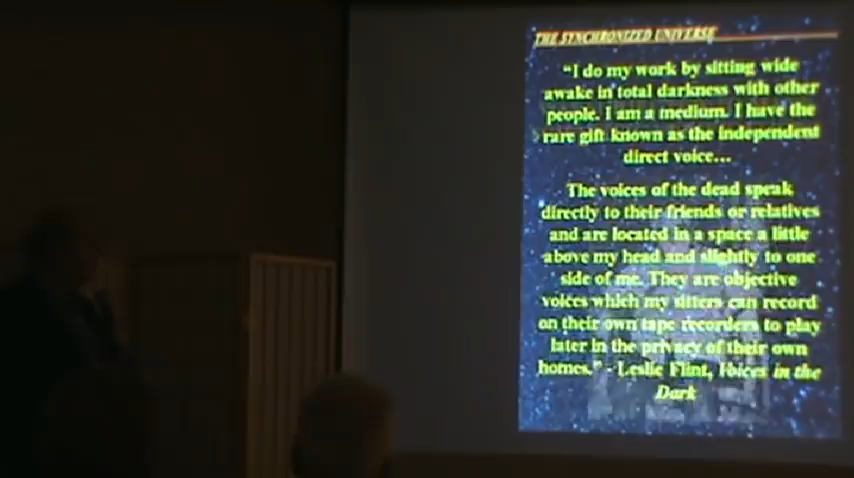 THE SYNCHRONIZED UNIVERSE
"I do my work by sitting wide
awake in total darkness with other
people. I am a medium. I have the
rare gift known as the independent
direct voice...
The voices of the dead speak
directly to their friends or relatives
and are located in a space a little
above my head and slightly to one
side of me. They are objective
voices which my sitters can record
on their own tape recorders to play
later in the privacy of their own
homes." - Leslie Flint, Voices in the
Dark